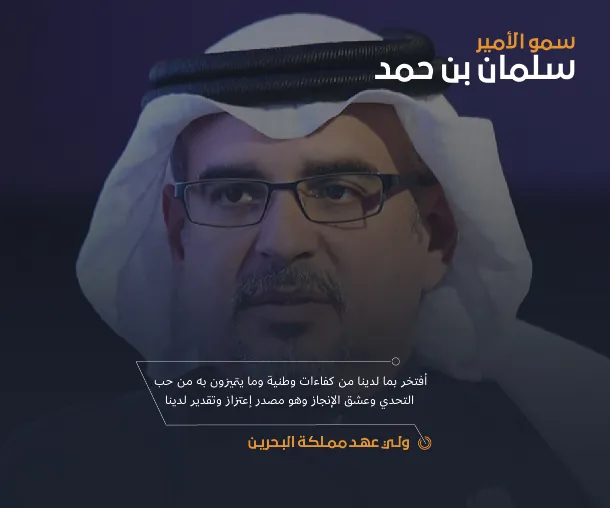 سمو الأمير
سلمان بن حمد
أفتخر بما لدينا من كفاءات وطنية وما يتميزون به من حب
التحدي وعشق الإنجاز وهو مصدر إعتزاز وتقدير لدينا
ولي عهد مملكة البحرين